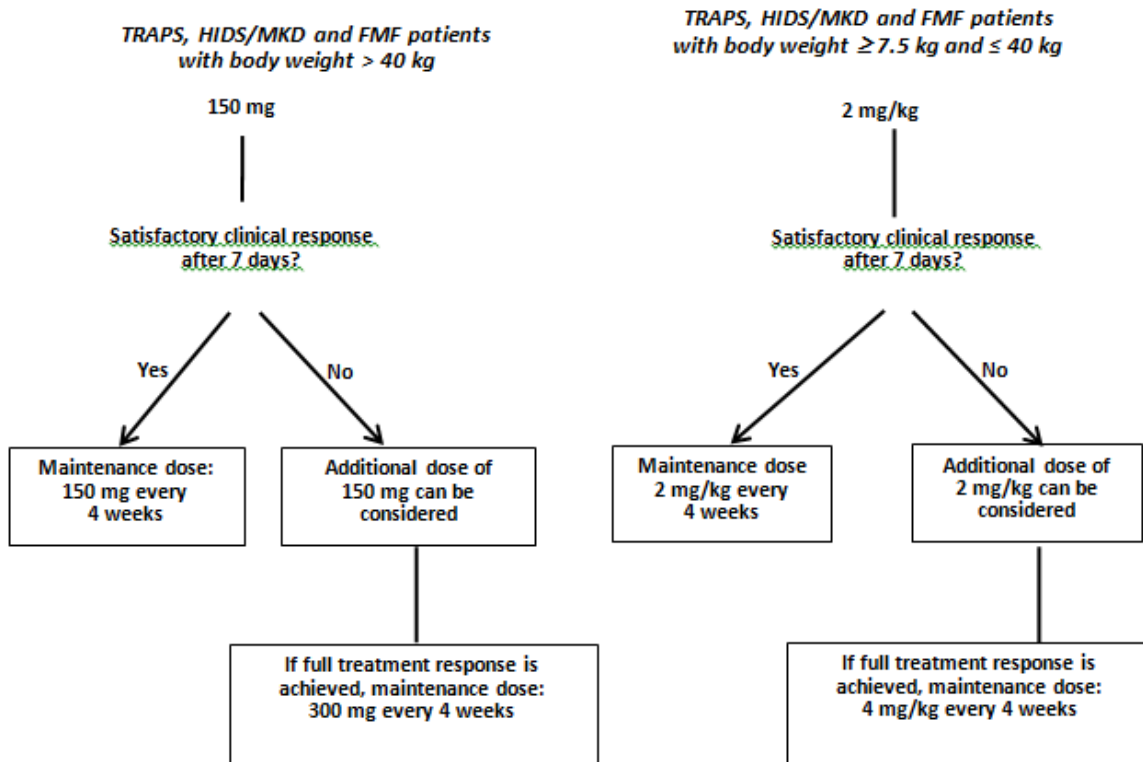 TRAPS, HIDS/MKD and FMF patients
with body weight > 40 kg
150 mg
Satisfactory clinical response
after 7 days?
Yes
No
Maintenance dose:
150 mg every
4 weeks
Additional dose of
150 mg can be
considered
If full treatment response is
achieved, maintenance dose:
300 mg every 4 weeks
TRAPS, HIDS/MKD and FMF patients
with body weight ≥ 7.5 kg and ≤ 40 kg
2 mg/kg
Satisfactory clinical response
after 7 days?
Yes
No
Maintenance dose
2 mg/kg every
4 weeks
Additional dose of
2 mg/kg can be
considered
If full treatment response is
achieved, maintenance dose:
4 mg/kg every 4 weeks